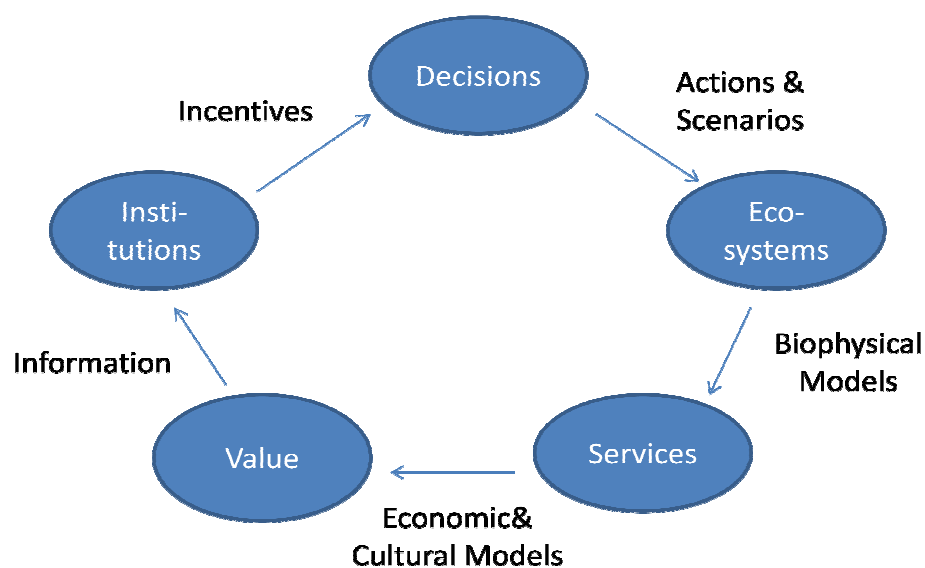 Decisions
Actions &
Scenarios
Incentives
Insti-
tutions
Eco-
systems
Biophysical
Models
Information
Value
Services
Economic&
Cultural Models